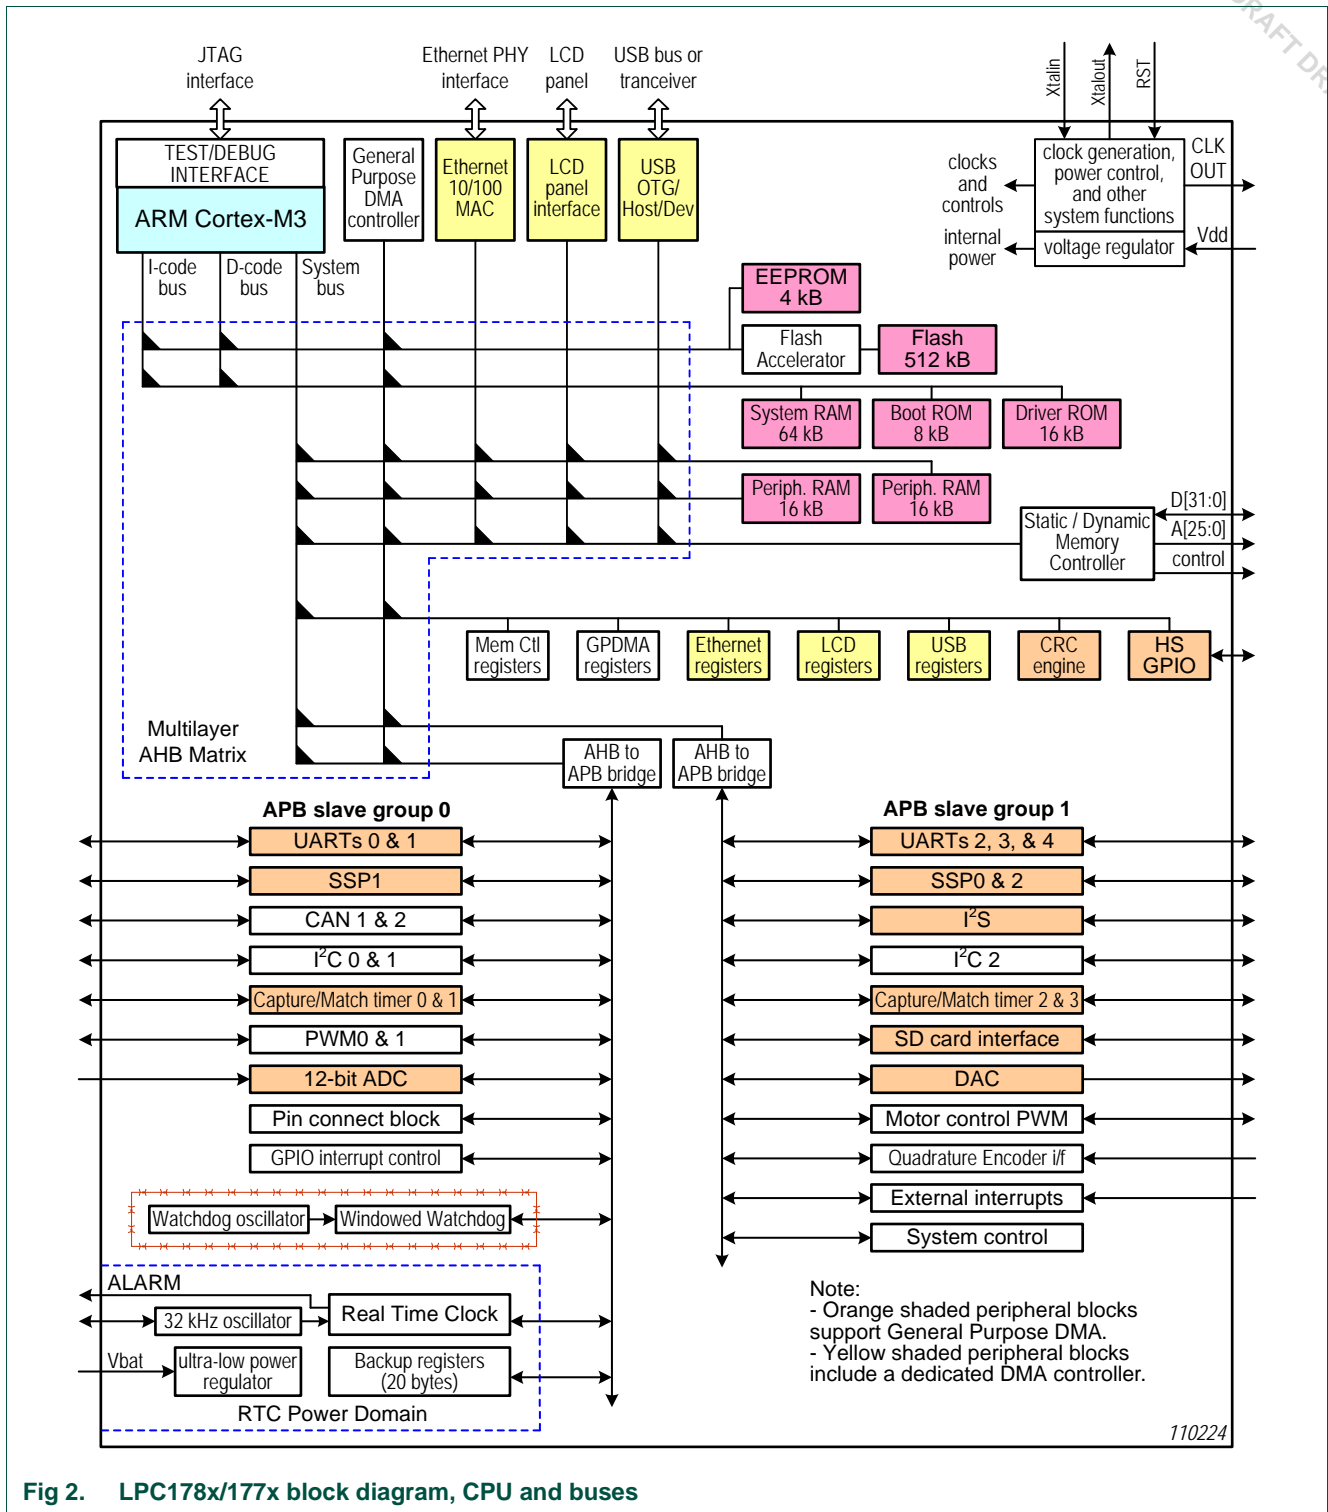 JTAG
interface
Ethernet PHY
interface
LCD
panel
USB bus or
tranceiver
Xtalin
Xtalout
RST
TEST/DEBUG
INTERFACE
ARM Cortex-M3
General
Purpose
DMA
controller
Ethernet
10/100
MAC
LCD
panel
interface
USB
OTG/
Host/Dev
clocks
and
controls
clock generation,
power control,
and other
system functions
CLK
OUT
internal
power
voltage regulator
Vdd
I-code
bus
D-code
bus
System
bus
EEPROM
4 kB
Flash
Accelerator
Flash
512 kB
System RAM
64 kB
Boot ROM
8 kB
Driver ROM
16 kB
Periph. RAM
16 kB
Periph. RAM
16 kB
Static / Dynamic
Memory
Controller
D[31:0]
A[25:0]
control
Mem Ctl
registers
GPDMA
registers
Ethernet
registers
LCD
registers
USB
registers
CRC
engine
HS
GPIO
Multilayer
AHB Matrix
AHB to
APB bridge
AHB to
APB bridge
APB slave group 0
UARTs 0 & 1
SSP1
CAN 1 & 2
I²C 0 & 1
Capture/Match timer 0 & 1
PWM0 & 1
12-bit ADC
Pin connect block
GPIO interrupt control
Watchdog oscillator
Windowed Watchdog
APB slave group 1
UARTs 2, 3, & 4
SSP0 & 2
I²S
I²C 2
Capture/Match timer 2 & 3
SD card interface
DAC
Motor control PWM
Quadrature Encoder i/f
External interrupts
System control
ALARM
32 kHz oscillator
Real Time Clock
Vbat
ultra-low power
regulator
Backup registers
(20 bytes)
RTC Power Domain
Note:
- Orange shaded peripheral blocks
support General Purpose DMA.
- Yellow shaded peripheral blocks
include a dedicated DMA controller.
110224
Fig 2. LPC178x/177x block diagram, CPU and buses